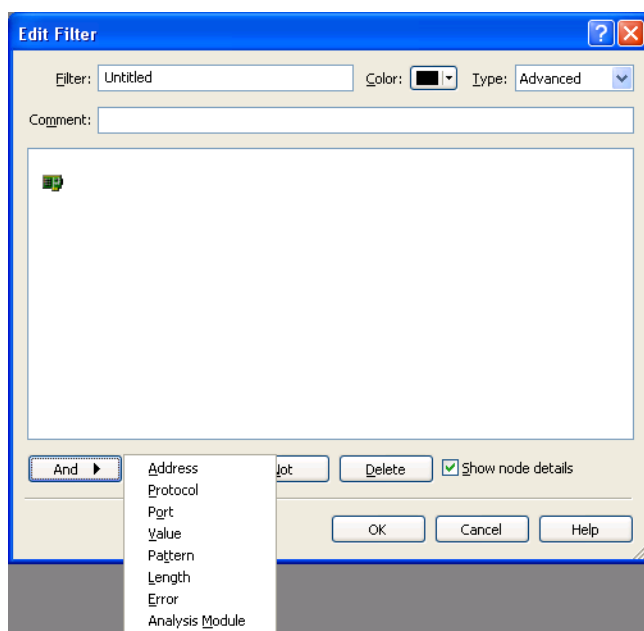 Edit Filter
Filter: Untitled Color: Type: Advanced
Comment:
And Not Delete Show node details
Address
Protocol
Port
Value
Pattern
Length
Error
Analysis Module
OK Cancel Help